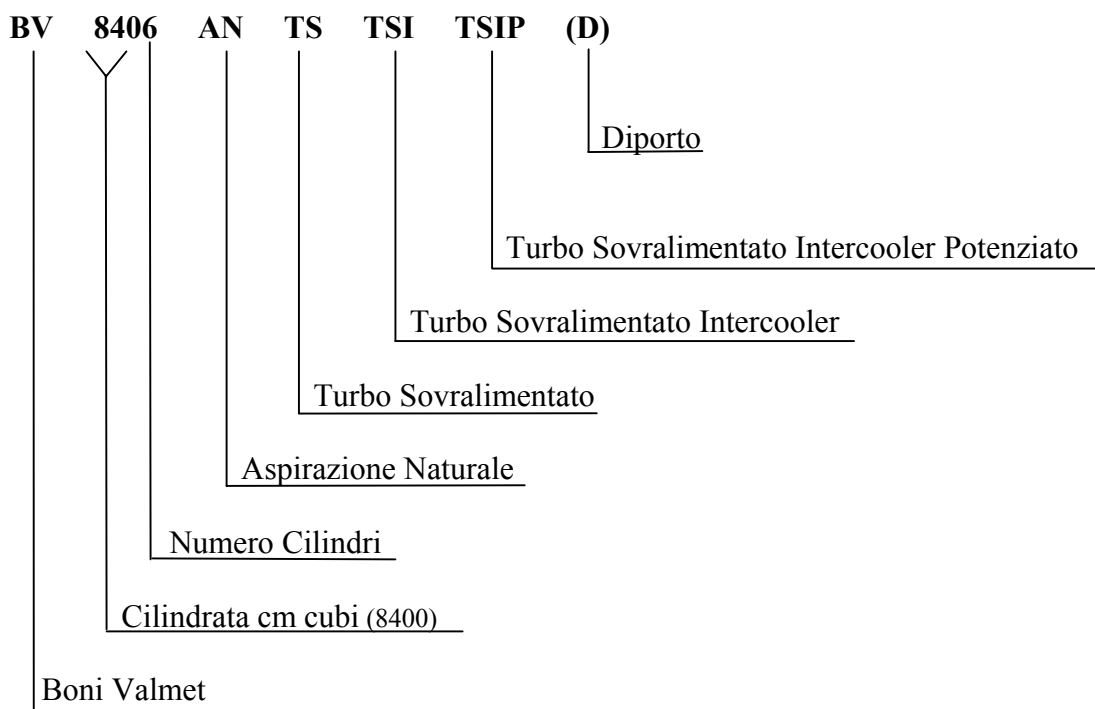 BV 8406 AN TS TSI TSIP (D)
Diporto
Turbo Sovralimentato Intercooler Potenziato
Turbo Sovralimentato Intercooler
Turbo Sovralimentato
Aspirazione Naturale
Numero Cilindri
Cilindrata cm cubi (8400)
Boni Valmet